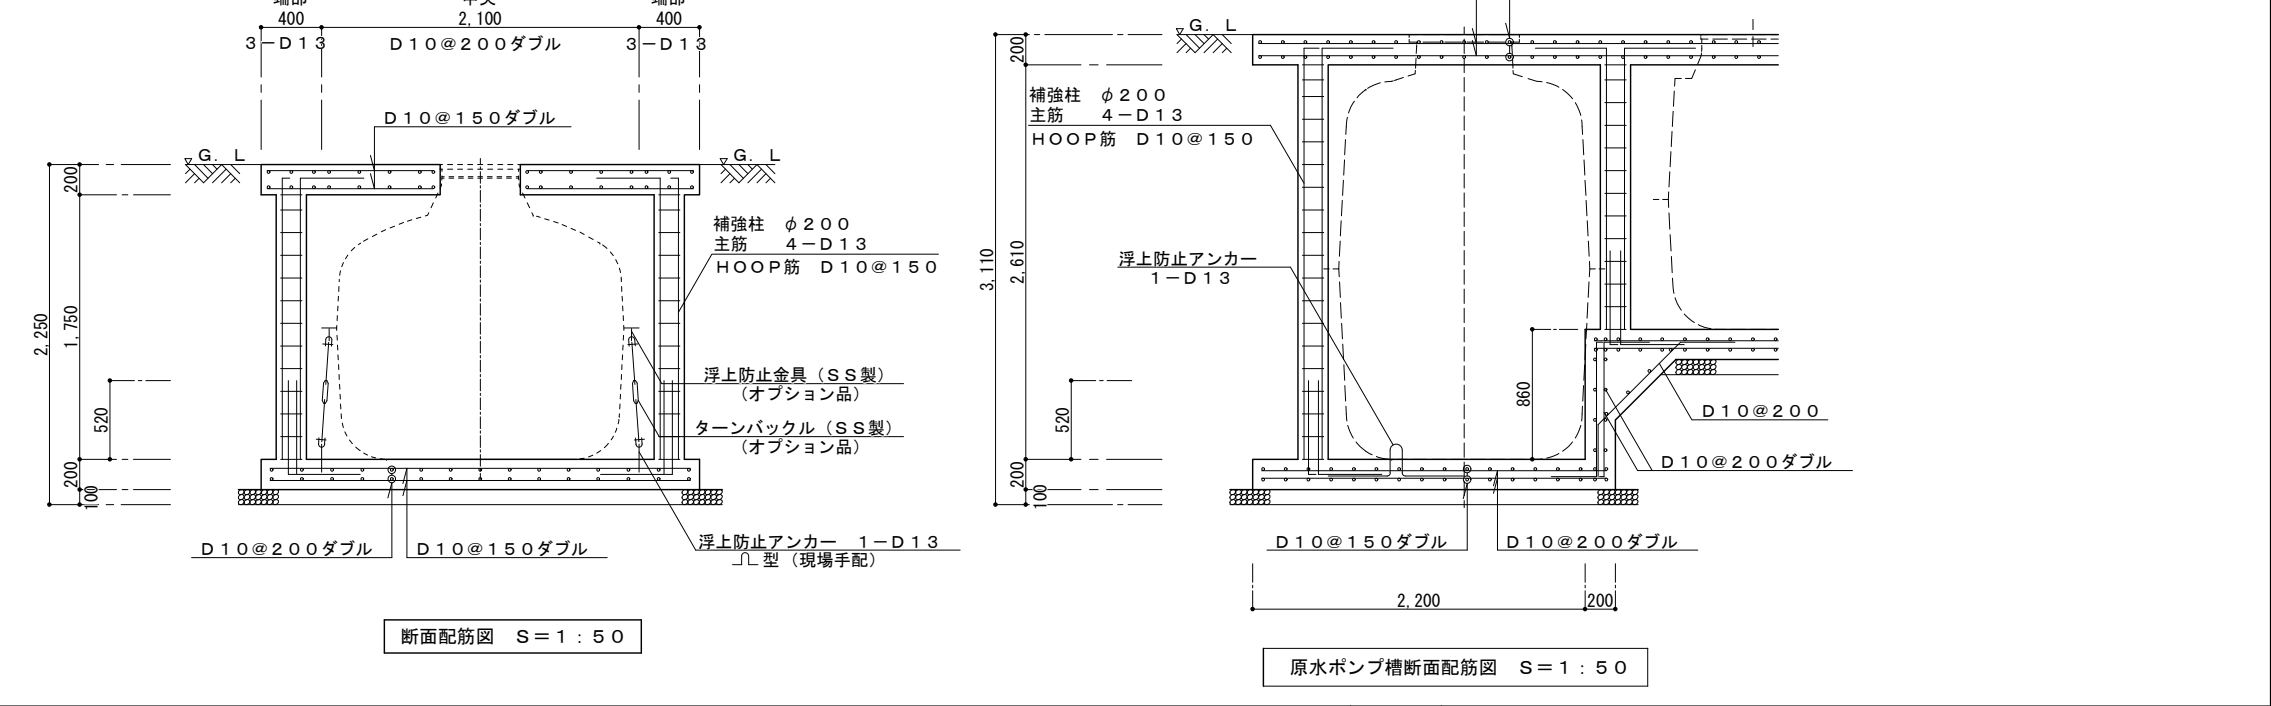 400
2,100
400
3－D13
D10@200ダブル
3－D13
D10@150ダブル
G. L
G. L
200
1,750
2,250
520
200
100
補強柱　φ200
主筋　　4－D13
HOOP筋　D10@150
浮上防止金具（SS製）
（オプション品）
ターンバックル（SS製）
（オプション品）
D10@200ダブル
D10@150ダブル
浮上防止アンカー　1－D13
型（現場手配）
断面配筋図　S＝1：50
G. L
200
補強柱　φ200
主筋　　4－D13
HOOP筋　D10@150
3,110
2,610
浮上防止アンカー
1－D13
520
860
200
100
D10@200
D10@200ダブル
D10@150ダブル
D10@200ダブル
2,200
200
原水ポンプ槽断面配筋図　S＝1：50